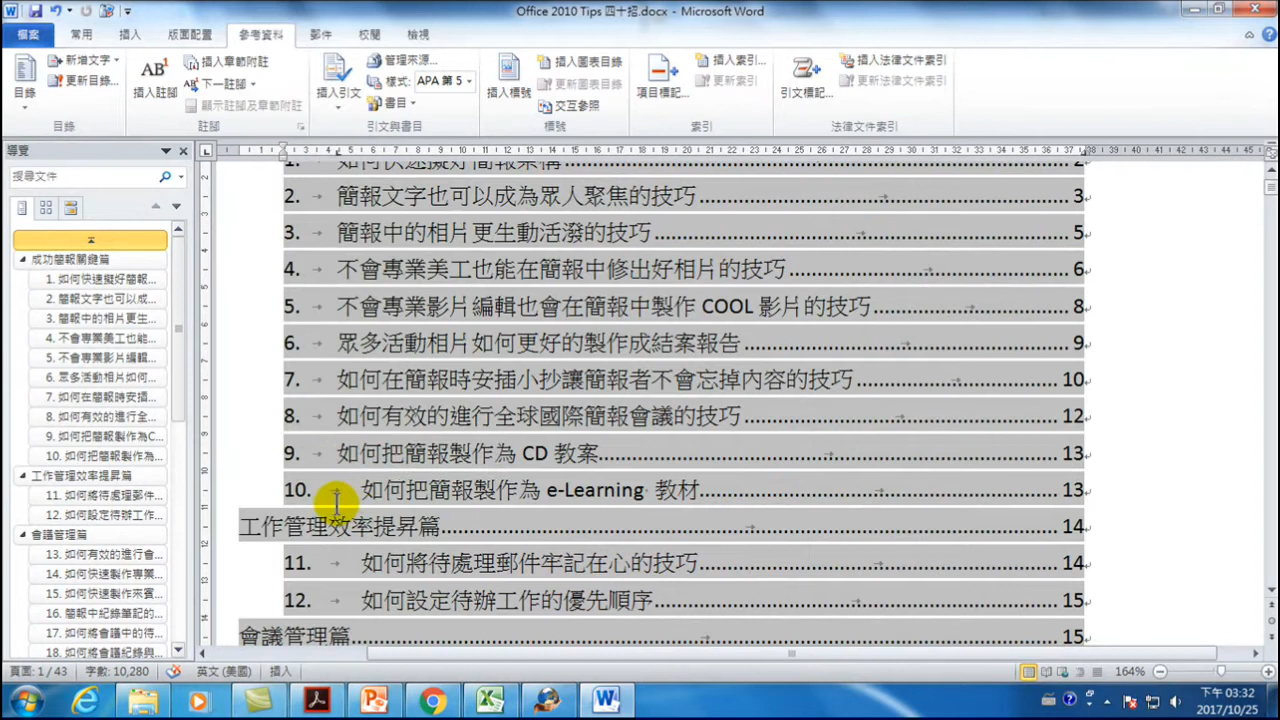 Office 2010 Tips 四十招.docx - Microsoft Word
檔案 常用 插入 版面配置 參考資料 郵件 校閱 檢視
新增文字 插入章節附註 管理來源... 插入圖表目錄 插入索引... 插入法律文件索引
更新目錄... 下一註腳 樣式: APA 第 5 更新圖表目錄 更新索引 更新法律文件索引
目錄 插入註腳 顯示註腳及章節附註 插入引文 書目 插入標號 交互參照 項目標記... 引文標記...
目錄 註腳 引文與書目 標號 索引 法律文件索引
導覽
搜尋文件
成功簡報關鍵篇
1. 如何快速擬好簡報...
2. 簡報文字也可以成...
3. 簡報中的相片更生...
4. 不會專業美工也能...
5. 不會專業影片編輯...
6. 眾多活動相片如何...
7. 如何在簡報時安插...
8. 如何有效的進行全...
9. 如何把簡報製作為C...
10. 如何把簡報製作為...
工作管理效率提昇篇
11. 如何將待處理郵件...
12. 如何設定待辦工作...
會議管理篇
13. 如何有效的進行會...
14. 如何快速製作專業...
15. 如何快速製作來賓...
16. 簡報中紀錄筆記的...
17. 如何將會議中的待...
18. 如何將會議紀錄與...
1. 如何快速擬好簡報架構 2
2. 簡報文字也可以成為眾人聚焦的技巧 3
3. 簡報中的相片更生動活潑的技巧 5
4. 不會專業美工也能在簡報中修出好相片的技巧 6
5. 不會專業影片編輯也會在簡報中製作 COOL 影片的技巧 8
6. 眾多活動相片如何更好的製作成結案報告 9
7. 如何在簡報時安插小抄讓簡報者不會忘掉內容的技巧 10
8. 如何有效的進行全球國際簡報會議的技巧 12
9. 如何把簡報製作為 CD 教案 13
10. 如何把簡報製作為 e-Learning 教材 13
工作管理效率提昇篇 14
11. 如何將待處理郵件牢記在心的技巧 14
12. 如何設定待辦工作的優先順序 15
會議管理篇 15
頁面: 1 / 43 字數: 10,280 英文 (美國) 插入 164%
下午 03:32
2017/10/25